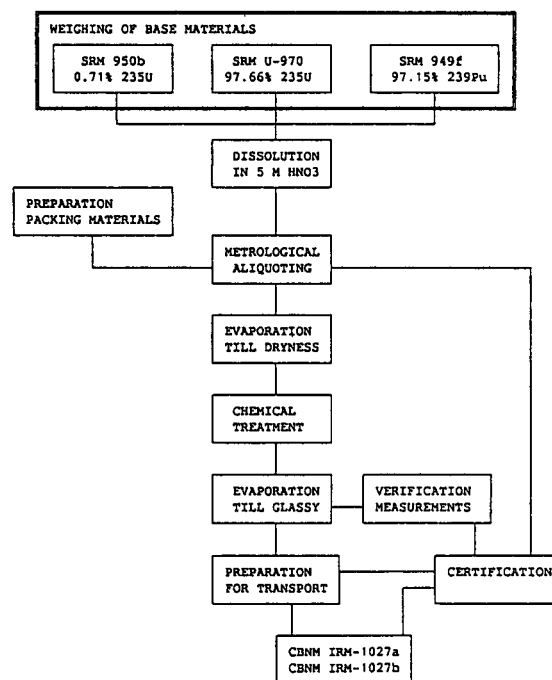 WEIGHING OF BASE MATERIALS
SRM 950b
0.71% 235U
SRM U-970
97.66% 235U
SRM 949f
97.15% 239Pu
DISSOLUTION
IN 5 M HNO3
PREPARATION
PACKING MATERIALS
METROLOGICAL
ALIQUOTING
EVAPORATION
TILL DRYNESS
CHEMICAL
TREATMENT
EVAPORATION
TILL GLASSY
VERIFICATION
MEASUREMENTS
PREPARATION
FOR TRANSPORT
CERTIFICATION
CBNM IRM-1027a
CBNM IRM-1027b